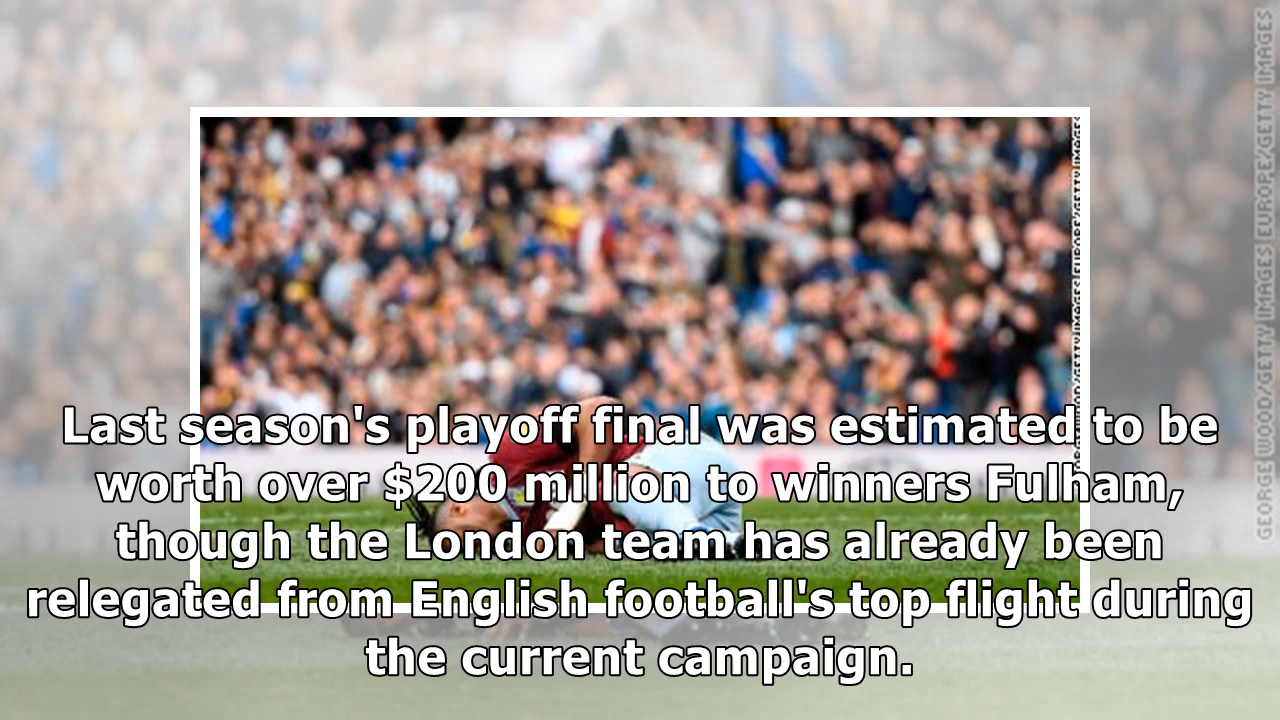 Last season's playoff final was estimated to be
worth over $200 million to winners Fulham,
though the London team has already been
relegated from English football's top flight during
the current campaign.
GEORGE WOOD/GETTY IMAGES EUROPE/GETTY IMAGES